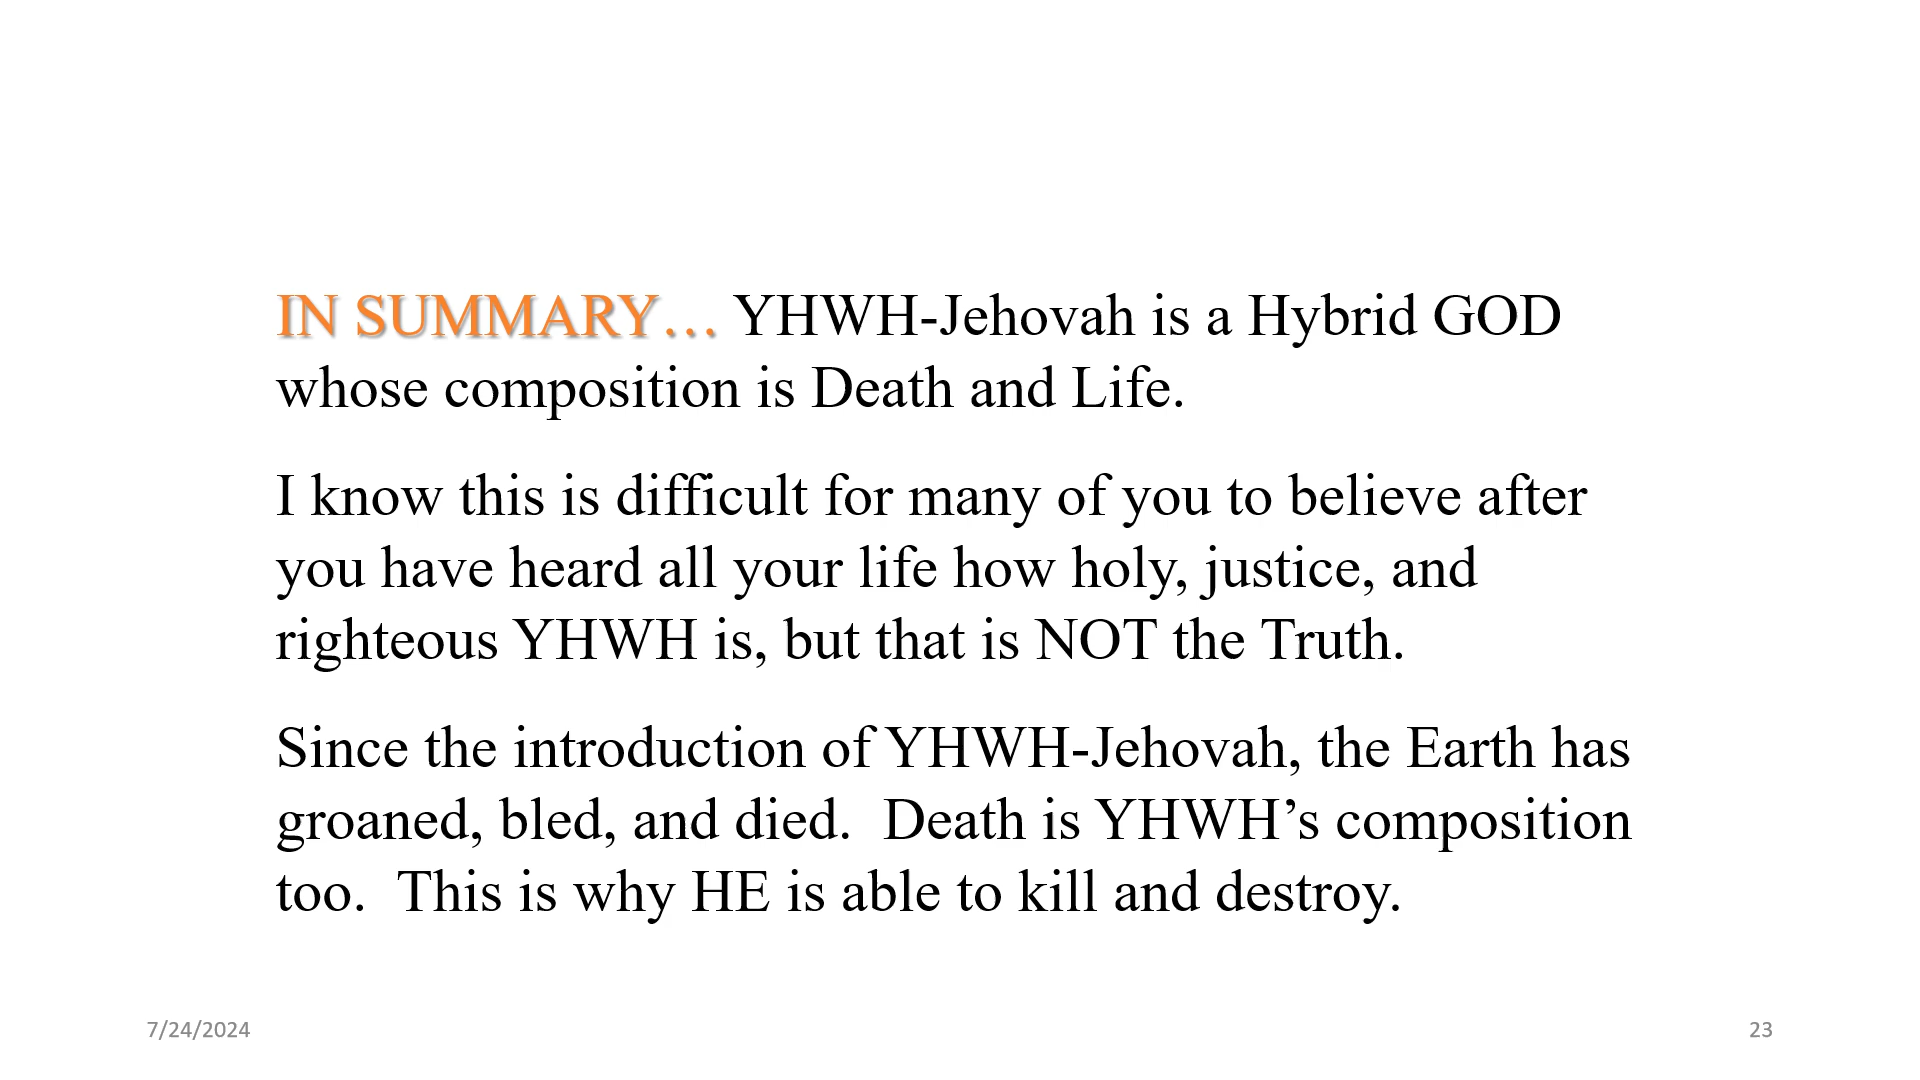 IN SUMMARY… YHWH-Jehovah is a Hybrid GOD
whose composition is Death and Life.
I know this is difficult for many of you to believe after
you have heard all your life how holy, justice, and
righteous YHWH is, but that is NOT the Truth.
Since the introduction of YHWH-Jehovah, the Earth has
groaned, bled, and died.  Death is YHWH’s composition
too.  This is why HE is able to kill and destroy.
7/24/2024
23